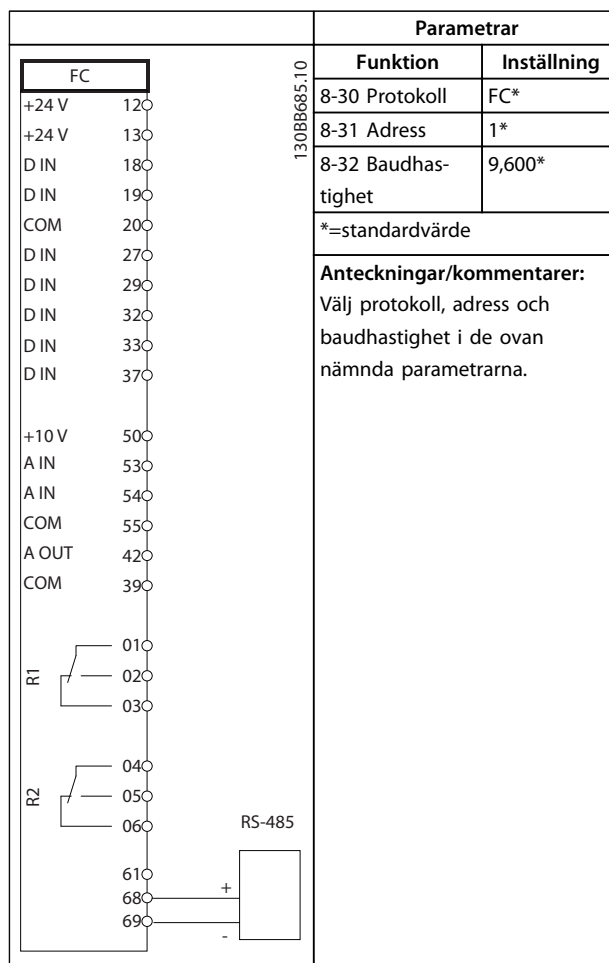 FC
+24 V 12
+24 V 13
D IN 18
D IN 19
COM 20
D IN 27
D IN 29
D IN 32
D IN 33
D IN 37
+10 V 50
A IN 53
A IN 54
COM 55
A OUT 42
COM 39
R1
01
02
03
R2
04
05
06
RS-485
61
68 +
69 -
130BB685.10
Parametrar
Funktion Inställning
8-30 Protokoll FC*
8-31 Adress 1*
8-32 Baudhas- 9,600*
tighet
*=standardvärde
Anteckningar/kommentarer:
Välj protokoll, adress och
baudhastighet i de ovan
nämnda parametrarna.